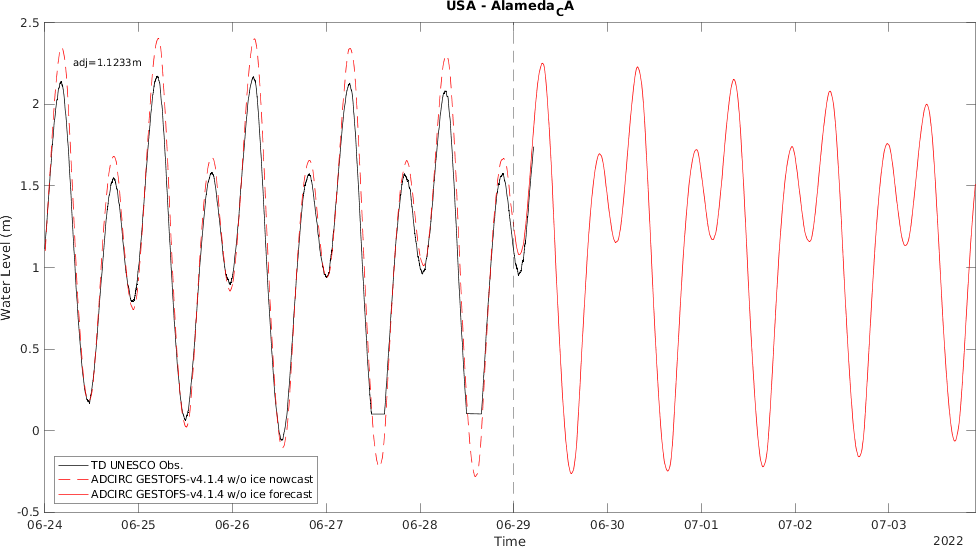 USA - Alameda_CA
adj=1.1233m
2.5
2
1.5
1
0.5
0
-0.5
Water Level (m)
TD UNESCO Obs.
ADCIRC GESTOFS-v4.1.4 w/o ice nowcast
ADCIRC GESTOFS-v4.1.4 w/o ice forecast
06-24 06-25 06-26 06-27 06-28 06-29 06-30 07-01 07-02 07-03
Time
2022